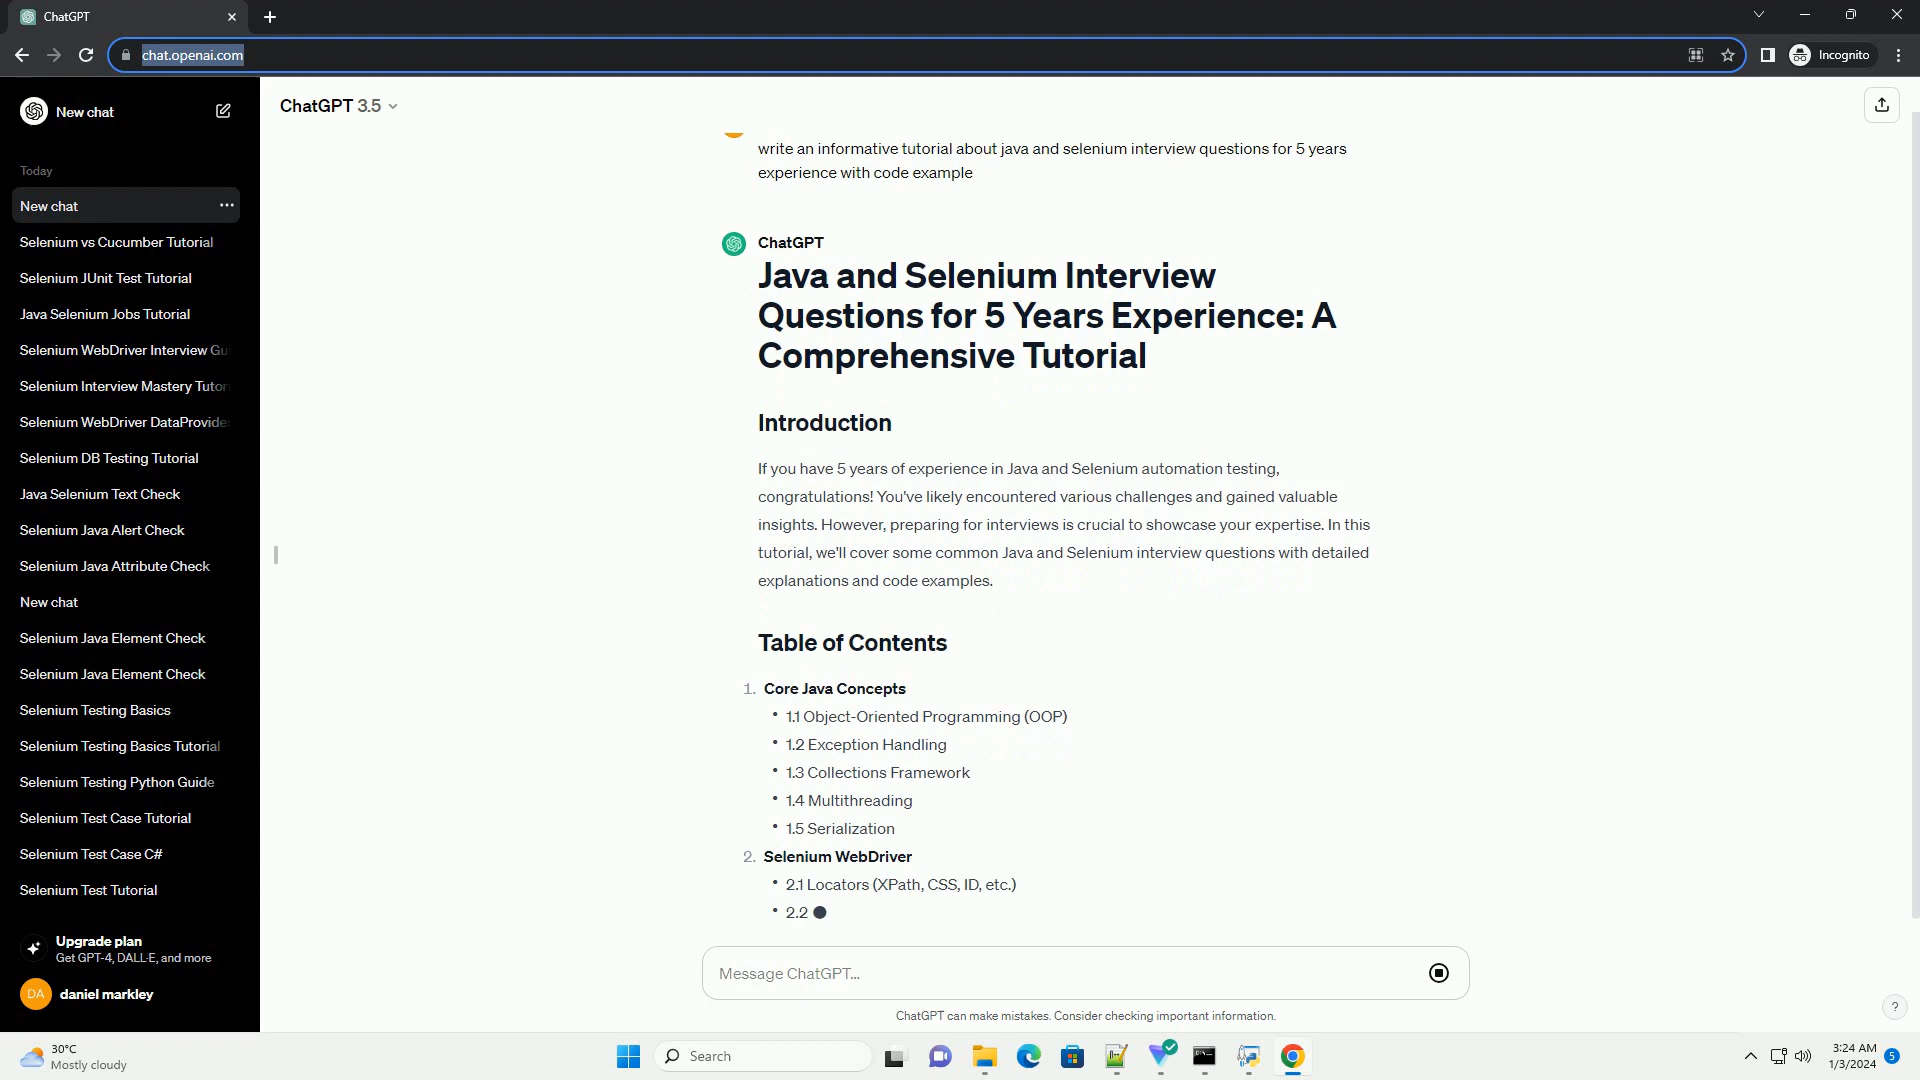 ChatGPT
chat.openai.com
Incognito
New chat
Today
New chat
Selenium vs Cucumber Tutorial
Selenium JUnit Test Tutorial
Java Selenium Jobs Tutorial
Selenium WebDriver Interview Gu
Selenium Interview Mastery Tutor
Selenium WebDriver DataProvider
Selenium DB Testing Tutorial
Java Selenium Text Check
Selenium Java Alert Check
Selenium Java Attribute Check
New chat
Selenium Java Element Check
Selenium Java Element Check
Selenium Testing Basics
Selenium Testing Basics Tutorial
Selenium Testing Python Guide
Selenium Test Case Tutorial
Selenium Test Case C#
Selenium Test Tutorial
Upgrade plan
Get GPT-4, DALL·E, and more
DA
daniel markley
ChatGPT 3.5
write an informative tutorial about java and selenium interview questions for 5 years
experience with code example
ChatGPT
Java and Selenium Interview
Questions for 5 Years Experience: A
Comprehensive Tutorial
Introduction
If you have 5 years of experience in Java and Selenium automation testing,
congratulations! You've likely encountered various challenges and gained valuable
insights. However, preparing for interviews is crucial to showcase your expertise. In this
tutorial, we'll cover some common Java and Selenium interview questions with detailed
explanations and code examples.
Table of Contents
1. Core Java Concepts
• 1.1 Object-Oriented Programming (OOP)
• 1.2 Exception Handling
• 1.3 Collections Framework
• 1.4 Multithreading
• 1.5 Serialization
2. Selenium WebDriver
• 2.1 Locators (XPath, CSS, ID, etc.)
• 2.2
Message ChatGPT...
ChatGPT can make mistakes. Consider checking important information.
?
30°C
Mostly cloudy
Search
3:24 AM
1/3/2024
5